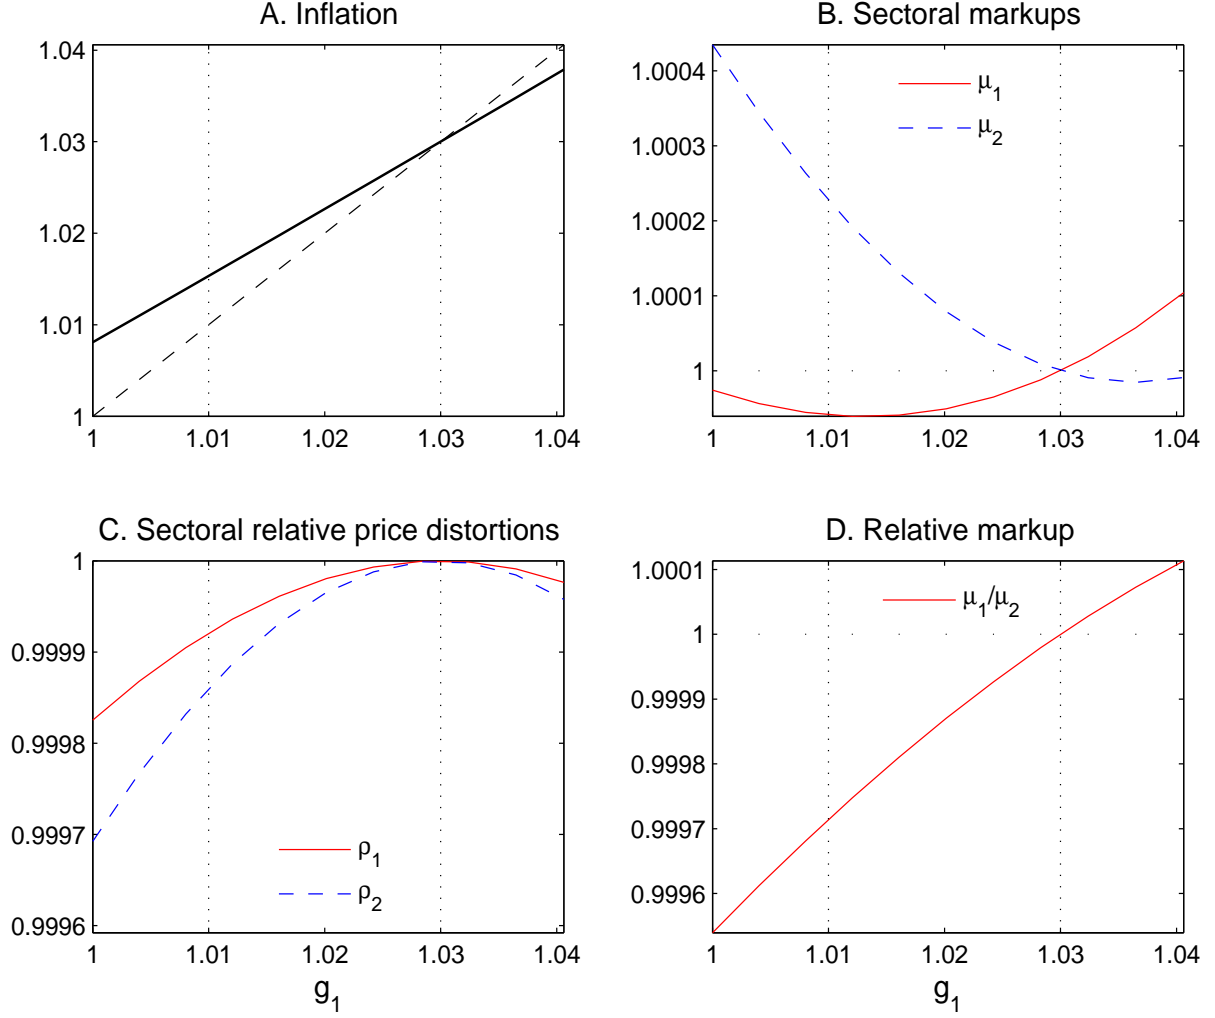 A. Inflation
1.04
1.03
1.02
1.01
1
1 1.01 1.02 1.03 1.04
B. Sectoral markups
μ1
μ2
1.0004
1.0003
1.0002
1.0001
1
1 1.01 1.02 1.03 1.04
C. Sectoral relative price distortions
1
0.9999
0.9998
0.9997
0.9996
ρ1
ρ2
1 1.01 1.02 1.03 1.04
g1
D. Relative markup
μ1/μ2
1.0001
1
0.9999
0.9998
0.9997
0.9996
1 1.01 1.02 1.03 1.04
g1